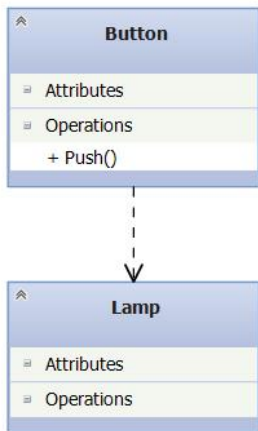 Button
Attributes
Operations
+ Push()
Lamp
Attributes
Operations